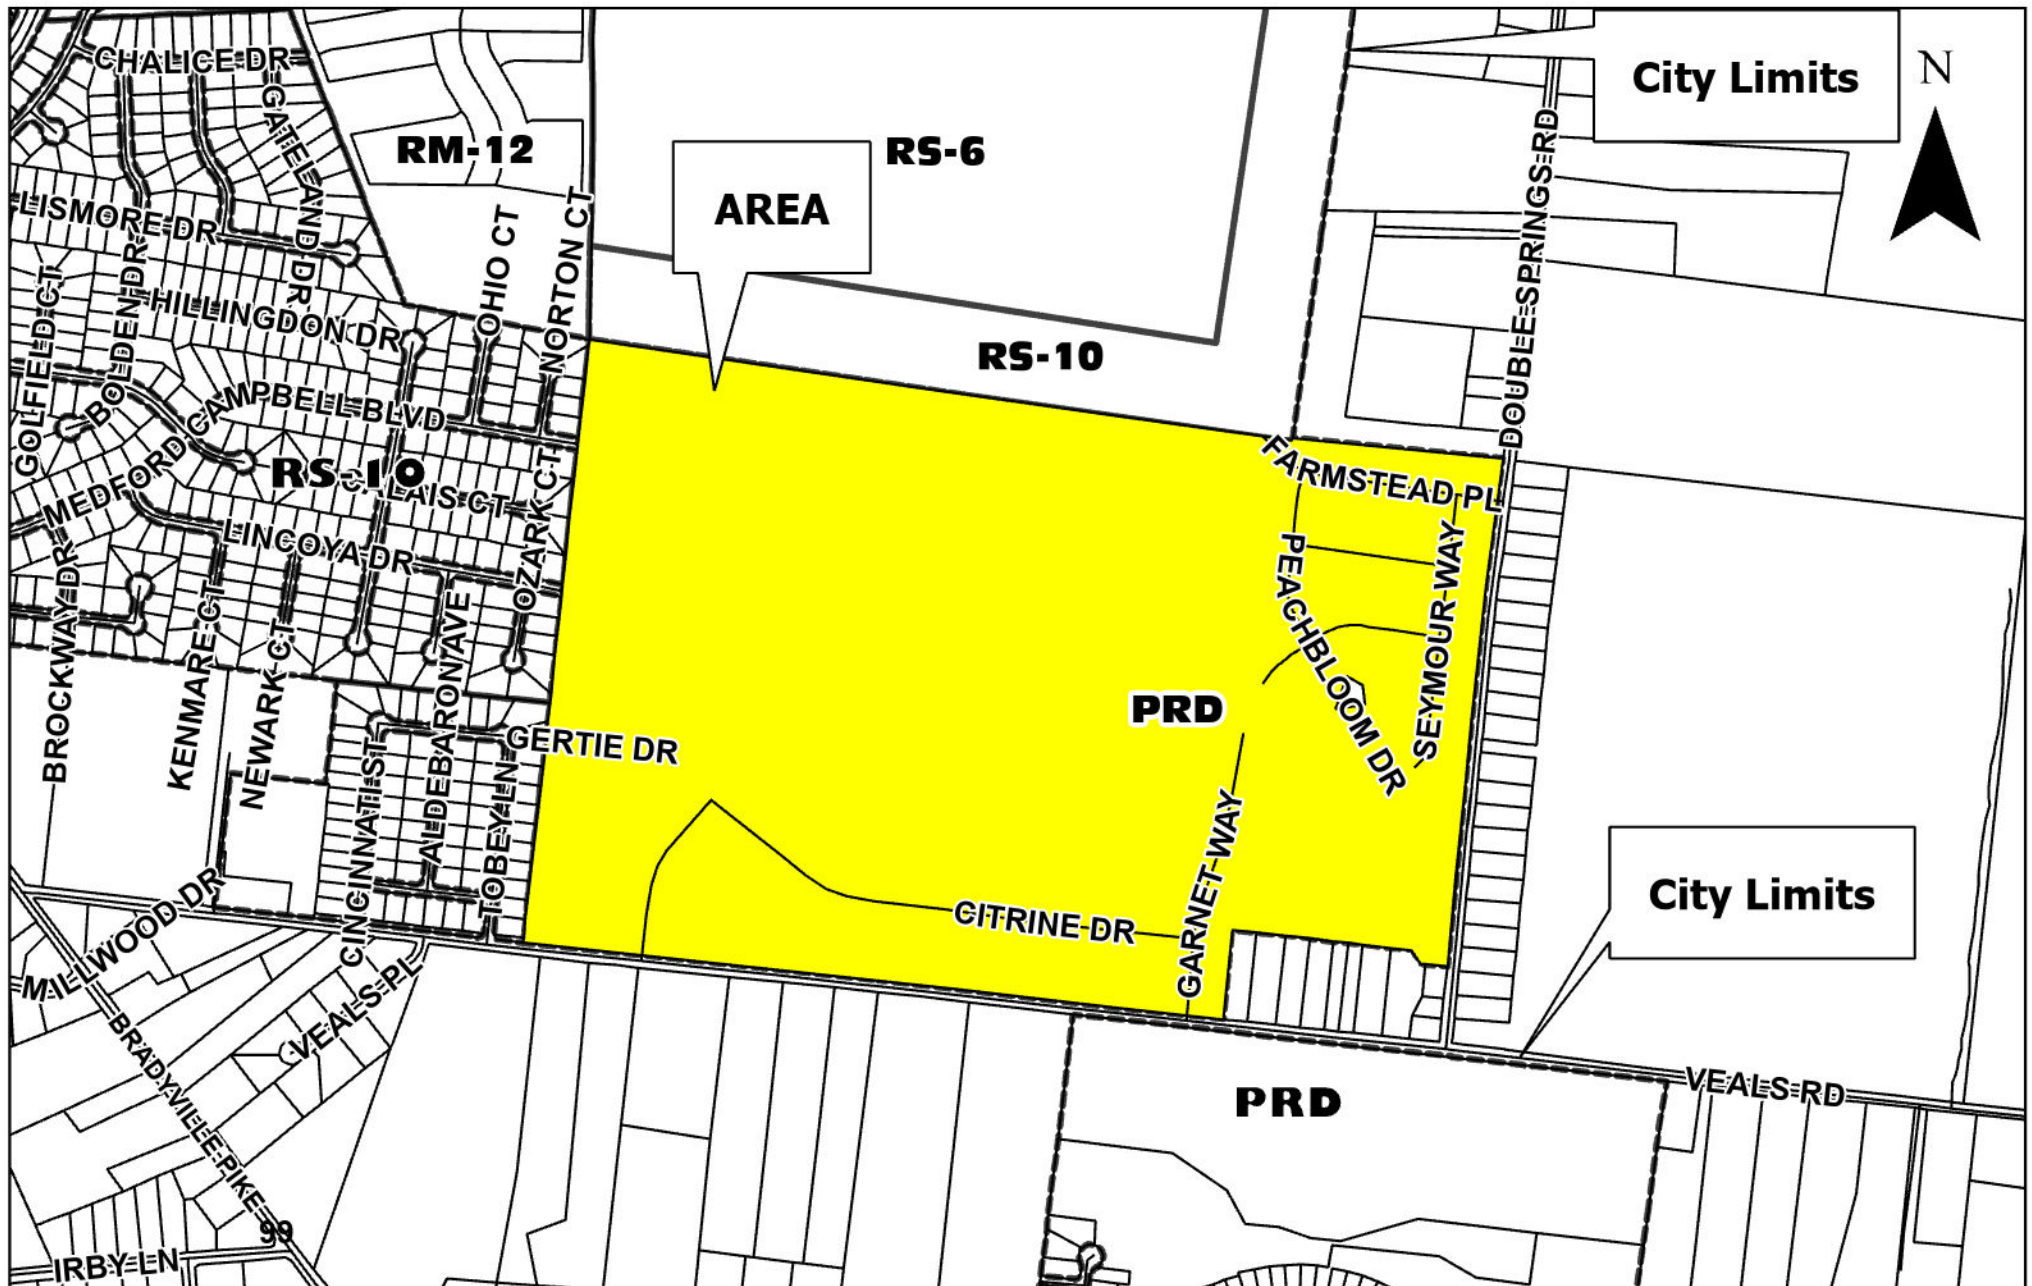 CHALICE DR
City Limits
N
GATELAND DR
RM-12
RS-6
DOUBLE SPRINGS RD
AREA
LISMORE DR
OHIO CT
NORTON CT
GOLFIELD CT
BOLDEN DR
HILLINGDON DR
RS-10
CAMPBELL BLVD
FARMSTEAD PL
MEDFORD
RS-10
CALAIS CT
OZARK CT
LINCOYA DR
PEACHBLOOM DR
SEYMOUR WAY
BROCKWAY DR
KENMARE CT
NEWARK CT
ALDEBARON AVE
PRD
GERTIE DR
CINCINNATI ST
TOBEY LN
GARNET WAY
City Limits
CITRINE DR
MILLWOOD DR
VEALS PL
BRADYVILLE PIKE
VEALS RD
PRD
99
IRBY LN